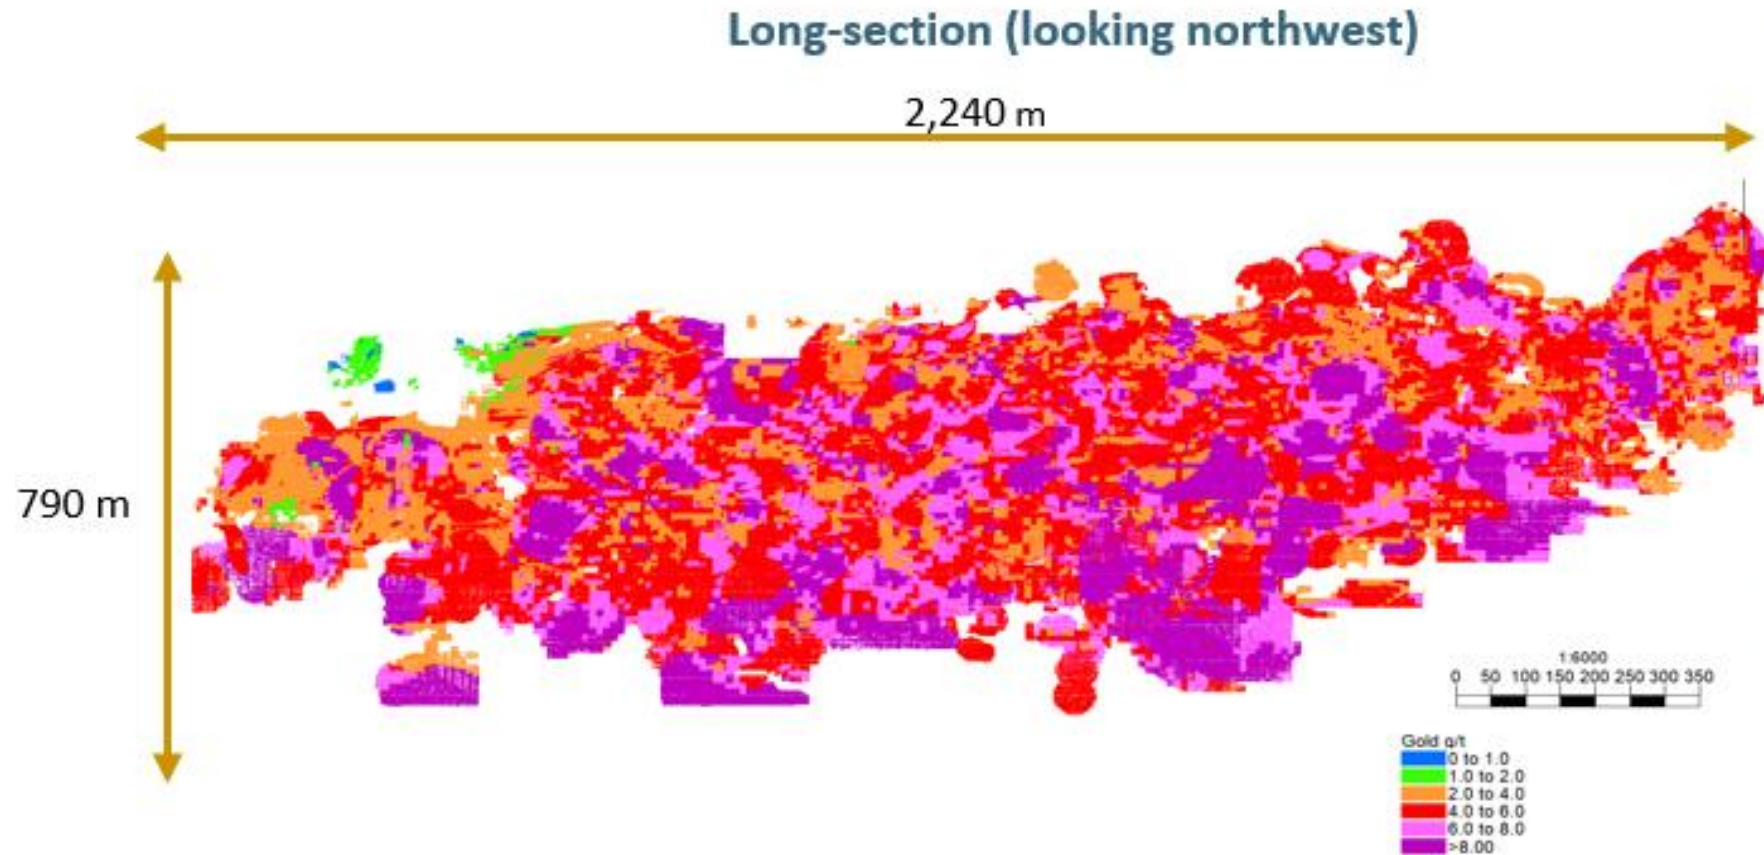 Long-section (looking northwest)
2,240 m
790 m
1:6000
0 50 100 150 200 250 300 350
Gold g/t
0 to 1.0
1.0 to 2.0
2.0 to 4.0
4.0 to 6.0
6.0 to 8.0
>8.00